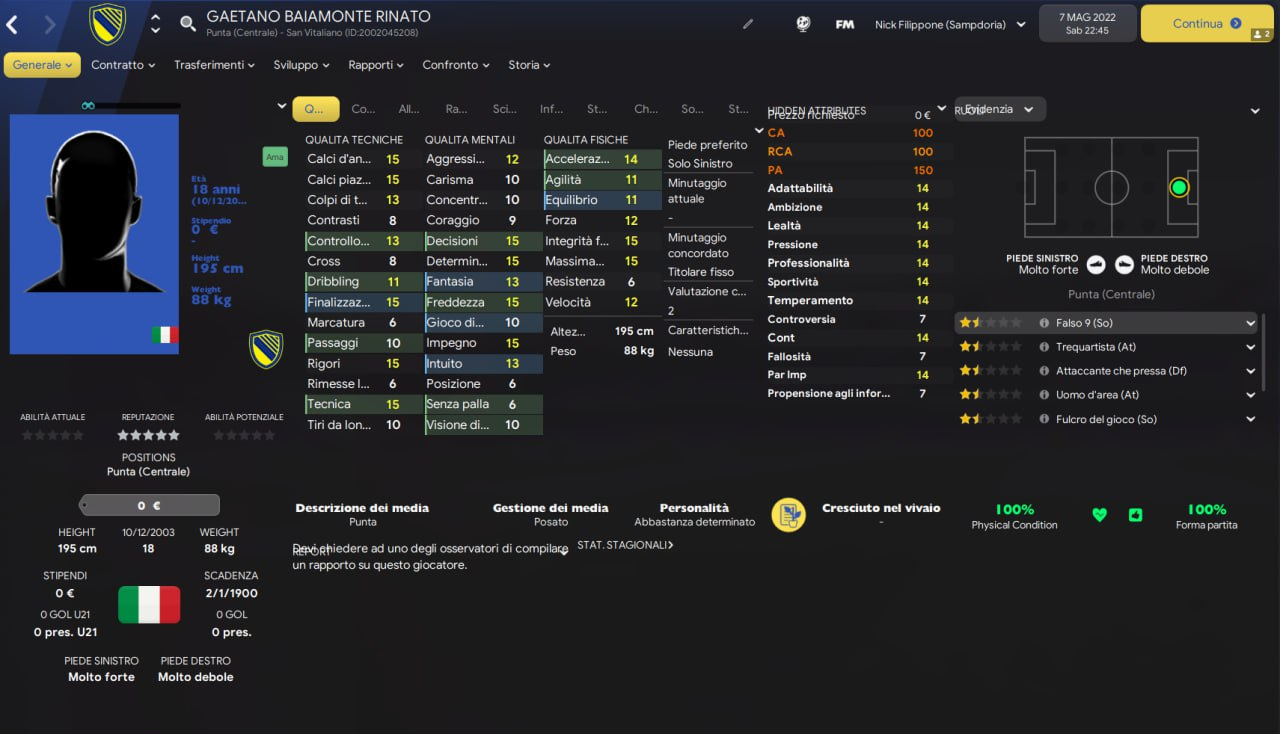 GAETANO BAIAMONTE RINATO
Punta (Centrale) - San Vitaliano (ID:2002045208)
FM
Nick Filippone (Sampdoria)
7 MAG 2022
Sab 22:45
Continua
2
Generale
Contratto
Trasferimenti
Sviluppo
Rapporti
Confronto
Storia
Ama
Età
18 anni
(10/12/20...
Stipendio
0 €
-
Height
195 cm
Weight
88 kg
ABILITÀ ATTUALE
REPUTAZIONE
ABILITÀ POTENZIALE
POSITIONS
Punta (Centrale)
0 €
HEIGHT
195 cm
10/12/2003
18
WEIGHT
88 kg
STIPENDI
0 €
SCADENZA
2/1/1900
0 GOL U21
0 pres. U21
0 GOL
0 pres.
PIEDE SINISTRO
Molto forte
PIEDE DESTRO
Molto debole
Q... Co... All... Ra... Sci... Inf... St... Ch... So... St...
QUALITA TECNICHE
Calci d'an... 15
Calci piaz... 15
Colpi di t... 13
Contrasti 8
Controllo... 13
Cross 8
Dribbling 11
Finalizzaz... 15
Marcatura 6
Passaggi 10
Rigori 15
Rimesse l... 6
Tecnica 15
Tiri da lon... 10
QUALITA MENTALI
Aggressi... 12
Carisma 10
Concentr... 10
Coraggio 9
Decisioni 15
Determin... 15
Fantasia 13
Freddezza 15
Gioco di... 10
Impegno 15
Intuito 13
Posizione 6
Senza palla 6
Visione di... 10
QUALITA FISICHE
Acceleraz... 14
Agilità 11
Equilibrio 11
Forza 12
Integrità f... 15
Massima... 15
Resistenza 6
Velocità 12
Altez... 195 cm
Peso 88 kg
Piede preferito
Solo Sinistro
Minutaggio
attuale
-
Minutaggio
concordato
Titolare fisso
Valutazione c...
2
Caratteristich...
Nessuna
HIDDEN ATTRIBUTES
Prezzo richiesto 0 €
CA 100
RCA 100
PA 150
Adattabilità 14
Ambizione 14
Lealtà 14
Pressione 14
Professionalità 14
Sportività 14
Temperamento 14
Controversia 7
Cont 14
Fallosità 7
Par Imp 14
Propensione agli infor... 7
RUOLI
Evidenzia
PIEDE SINISTRO
Molto forte
PIEDE DESTRO
Molto debole
Punta (Centrale)
Falso 9 (So)
Trequartista (At)
Attaccante che pressa (Df)
Uomo d'area (At)
Fulcro del gioco (So)
Descrizione dei media
Punta
Gestione dei media
Posato
Personalità
Abbastanza determinato
Cresciuto nel vivaio
-
100%
Physical Condition
100%
Forma partita
REPORT
Devi chiedere ad uno degli osservatori di compilare
un rapporto su questo giocatore.
STAT. STAGIONALI